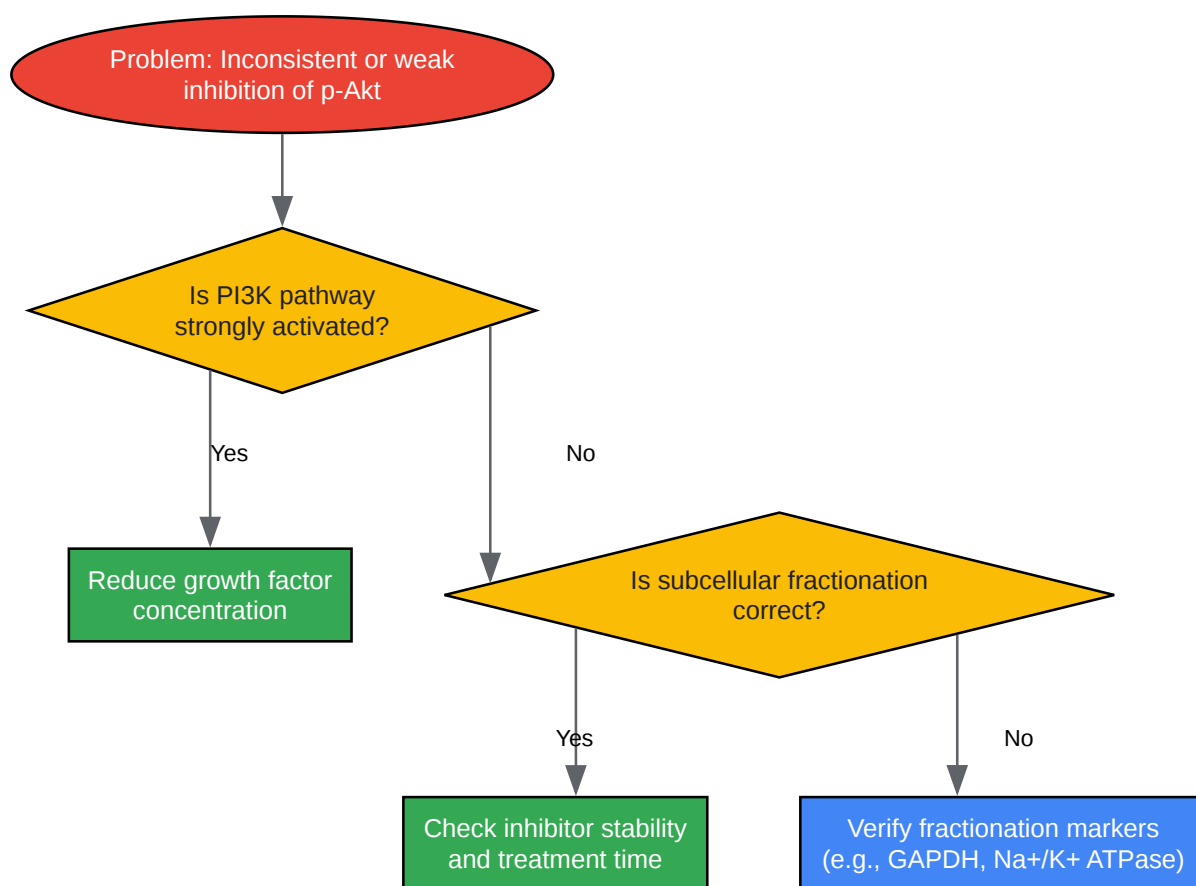 Problem: Inconsistent or weak
inhibition of p-Akt
Is PI3K pathway
strongly activated?
Yes
No
Reduce growth factor
concentration
Is subcellular fractionation
correct?
Yes
No
Check inhibitor stability
and treatment time
Verify fractionation markers
(e.g., GAPDH, Na+/K+ ATPase)